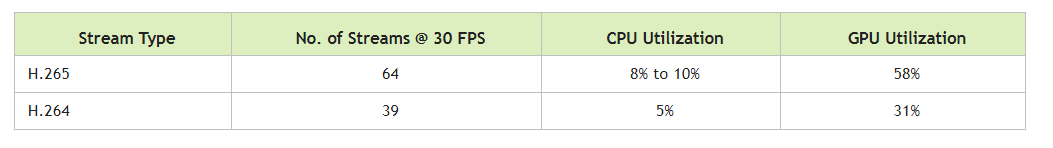 Stream Type No. of Streams @ 30 FPS CPU Utilization GPU Utilization
H.265 64 8% to 10% 58%
H.264 39 5% 31%